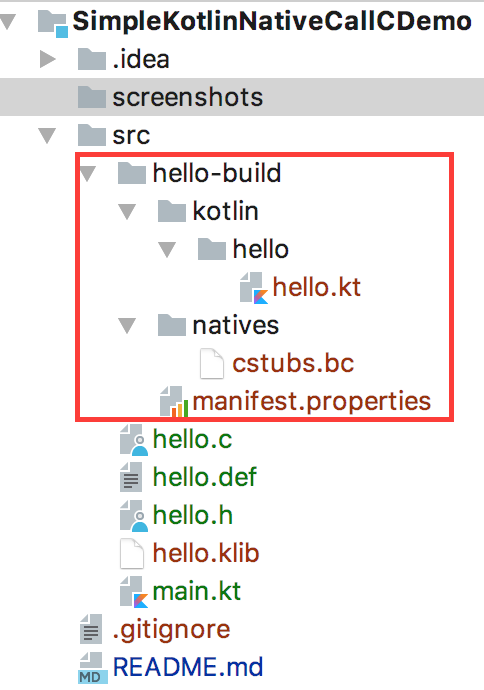 SimpleKotlinNativeCallCDemo
.idea
screenshots
src
hello-build
kotlin
hello
hello.kt
natives
cstubs.bc
manifest.properties
hello.c
hello.def
hello.h
hello.klib
main.kt
.gitignore
MD README.md